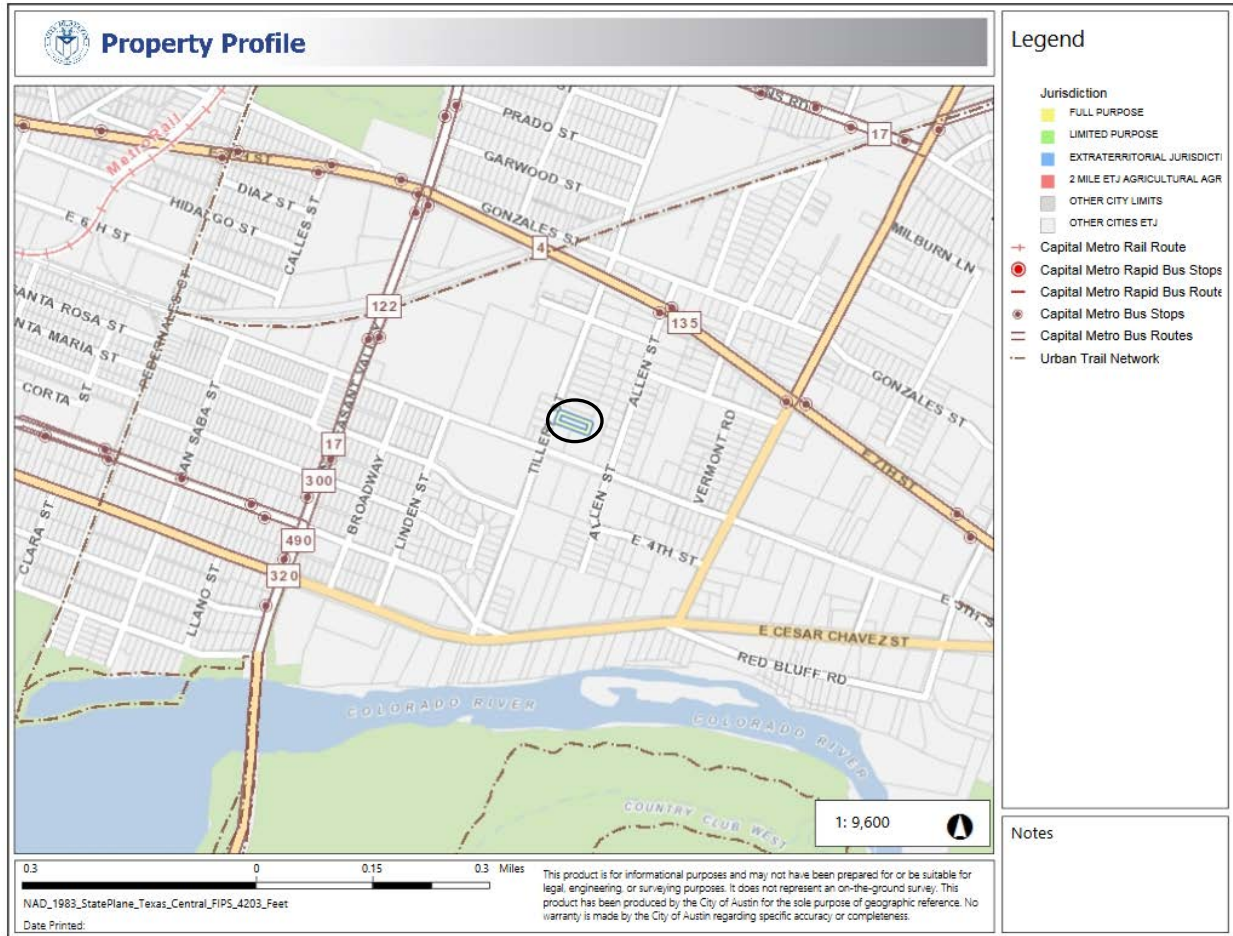 Property Profile
Legend
Jurisdiction
FULL PURPOSE
LIMITED PURPOSE
EXTRATERRITORIAL JURISDICTI
2 MILE ETJ AGRICULTURAL AGR
OTHER CITY LIMITS
OTHER CITIES ETJ
Capital Metro Rail Route
Capital Metro Rapid Bus Stops
Capital Metro Rapid Bus Route
Capital Metro Bus Stops
Capital Metro Bus Routes
Urban Trail Network
Notes
MetroRail
PRADO ST
GARWOOD ST
GONZALES ST
DIAZ ST
HIDALGO ST
E 6 H ST
CALLES ST
PEDERNALES CT
17
4
122
135
MILBURN LN
GONZALES ST
SANTA ROSA ST
NTA MARIA ST
CORTA ST
AN SABA ST
ASANT VALLEY
17
300
490
320
BROADWAY
LINDEN ST
TILLER T
ALLEN ST
ALLEN ST
VERMONT RD
E 7TH ST
E 4TH ST
CLARA ST
LLANO ST
E 5TH S
E CESAR CHAVEZ ST
RED BLUFF RD
COLORADO RIVER
COLORADO RIVER
COUNTRY CLUB WEST
1: 9,600
0.3 0 0.15 0.3 Miles
NAD_1983_StatePlane_Texas_Central_FIPS_4203_Feet
Date Printed:
This product is for informational purposes and may not have been prepared for or be suitable for
legal, engineering, or surveying purposes. It does not represent an on-the-ground survey. This
product has been produced by the City of Austin for the sole purpose of geographic reference. No
warranty is made by the City of Austin regarding specific accuracy or completeness.